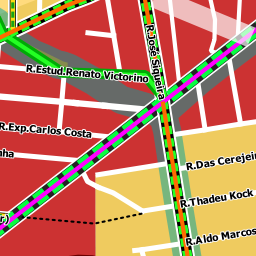 R.José Siqueira
R.Estud.Renato Victorino
R.Exp.Carlos Costa
R.Das Cerejei
R.Thadeu Kock
R.Aldo Marcos